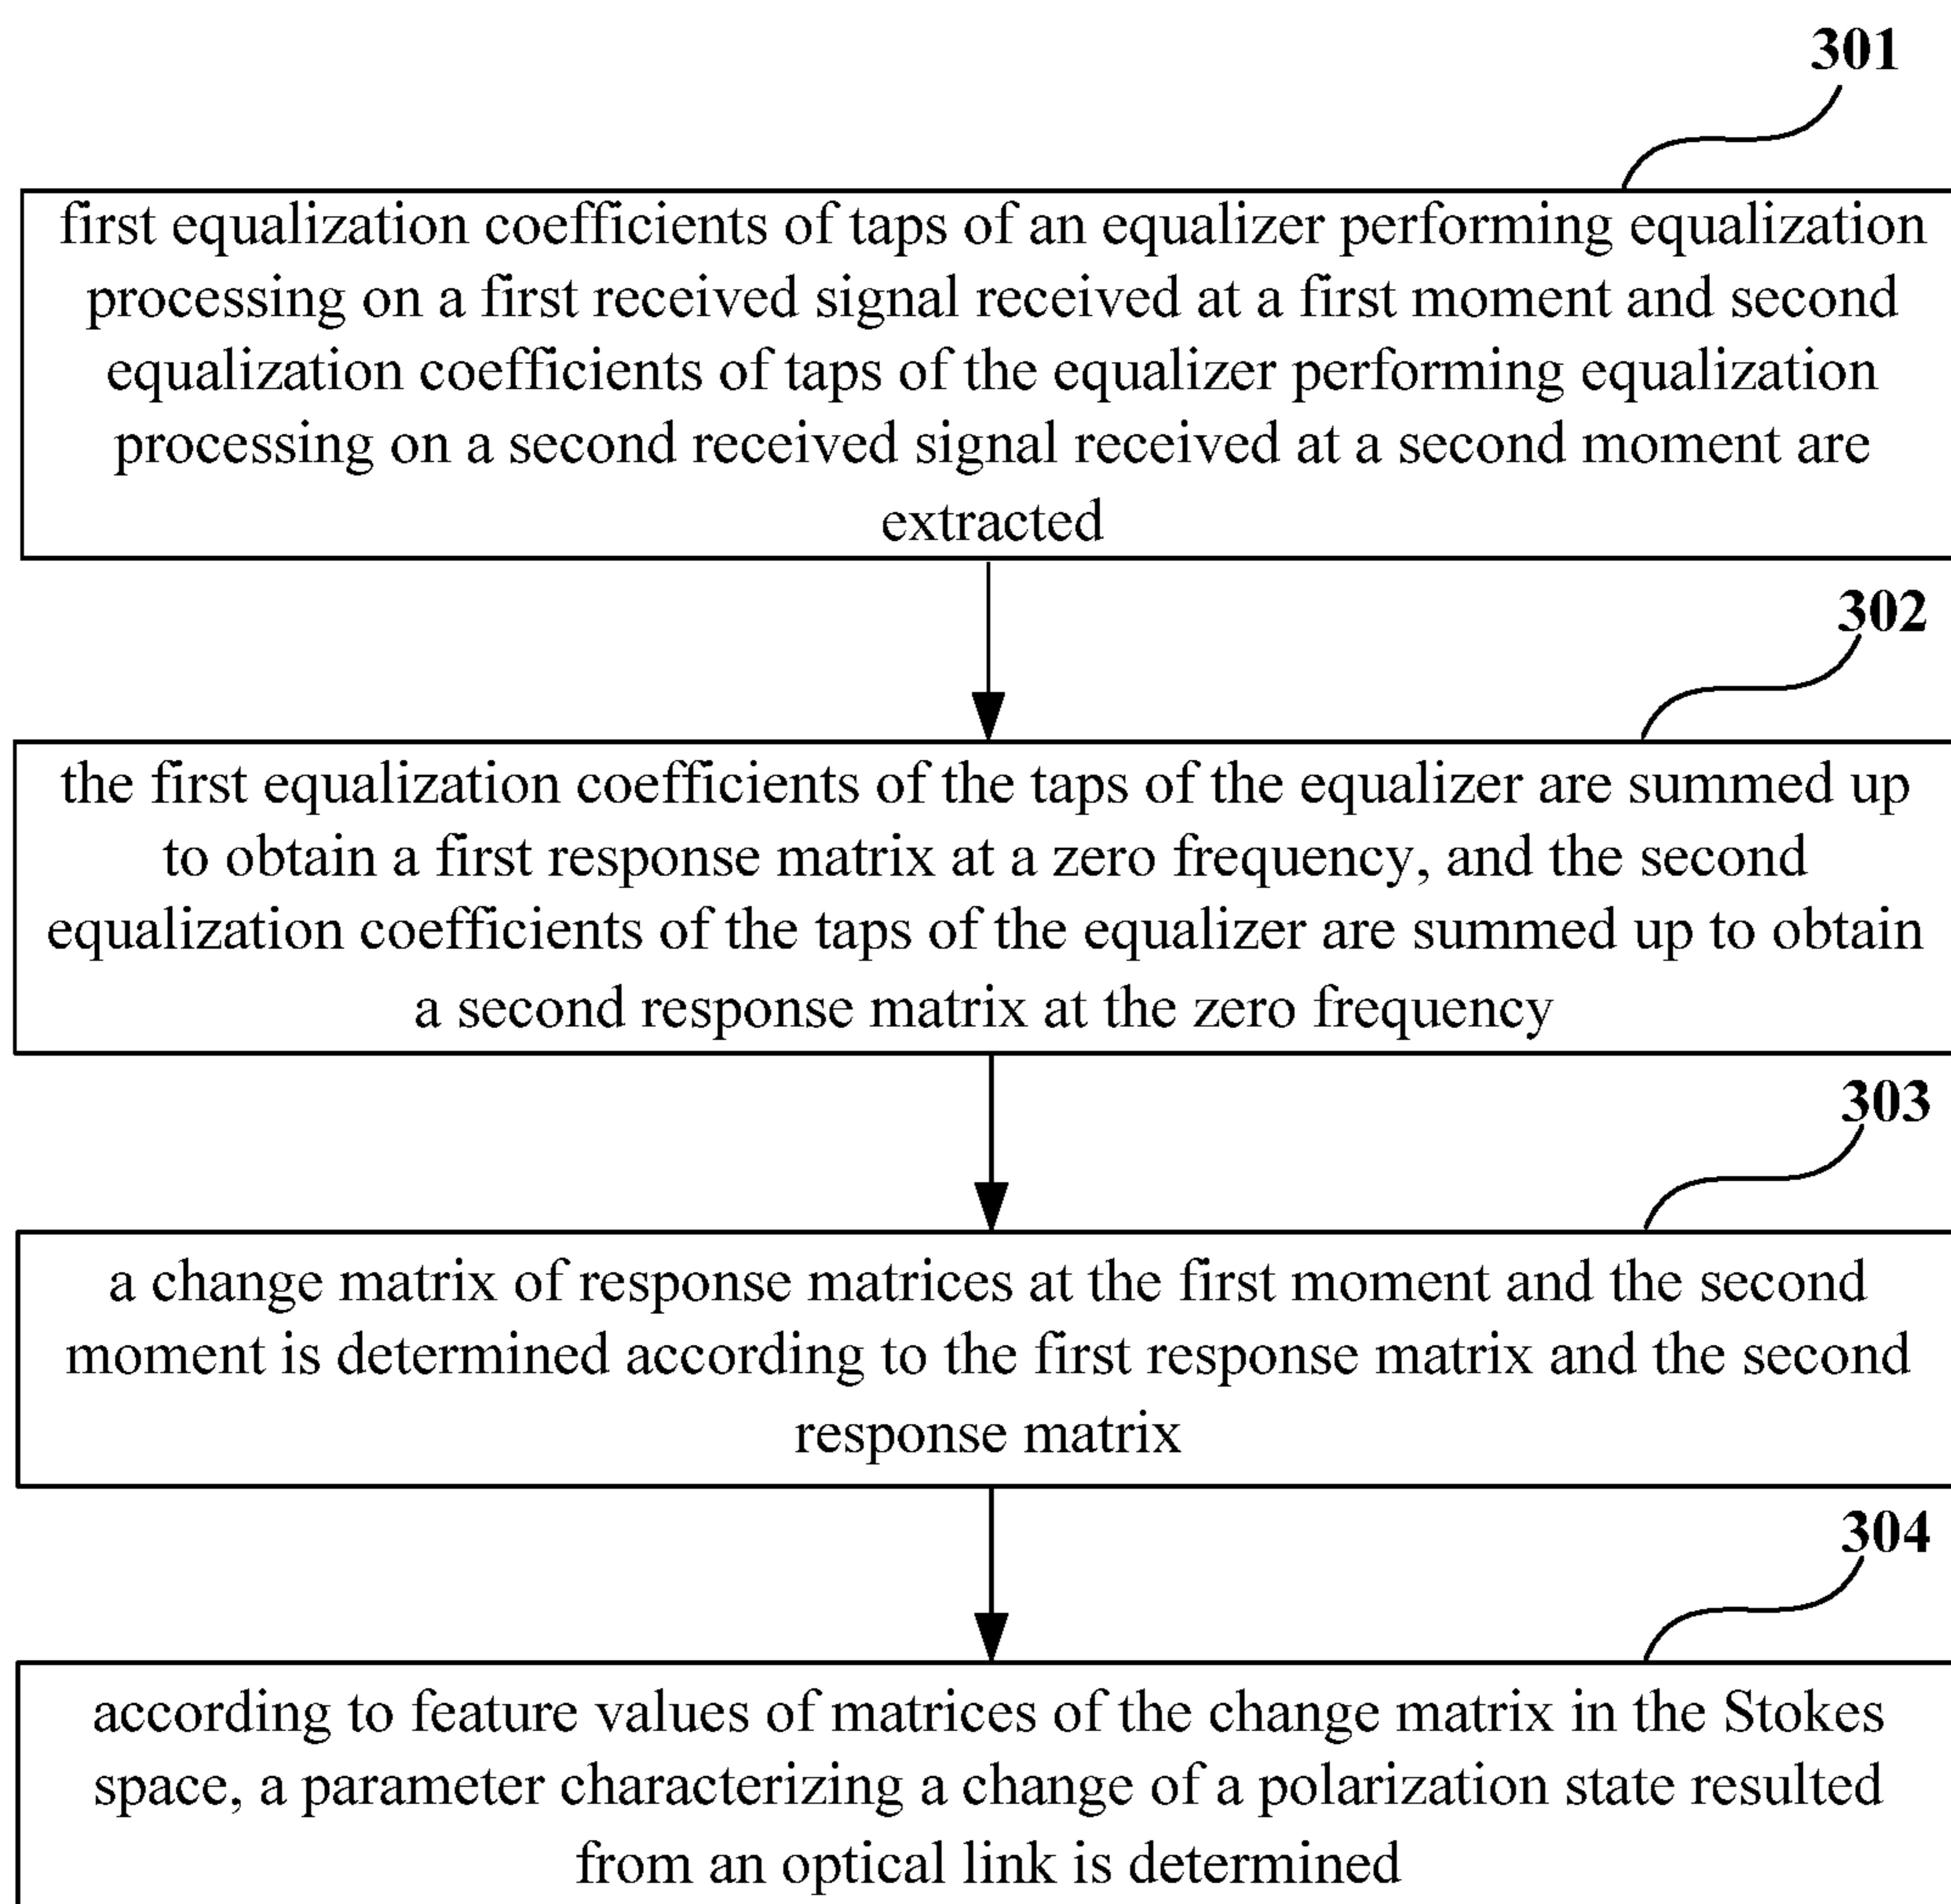 301
first equalization coefficients of taps of an equalizer performing equalization
processing on a first received signal received at a first moment and second
equalization coefficients of taps of the equalizer performing equalization
processing on a second received signal received at a second moment are
extracted
302
the first equalization coefficients of the taps of the equalizer are summed up
to obtain a first response matrix at a zero frequency, and the second
equalization coefficients of the taps of the equalizer are summed up to obtain
a second response matrix at the zero frequency
303
a change matrix of response matrices at the first moment and the second
moment is determined according to the first response matrix and the second
response matrix
304
according to feature values of matrices of the change matrix in the Stokes
space, a parameter characterizing a change of a polarization state resulted
from an optical link is determined